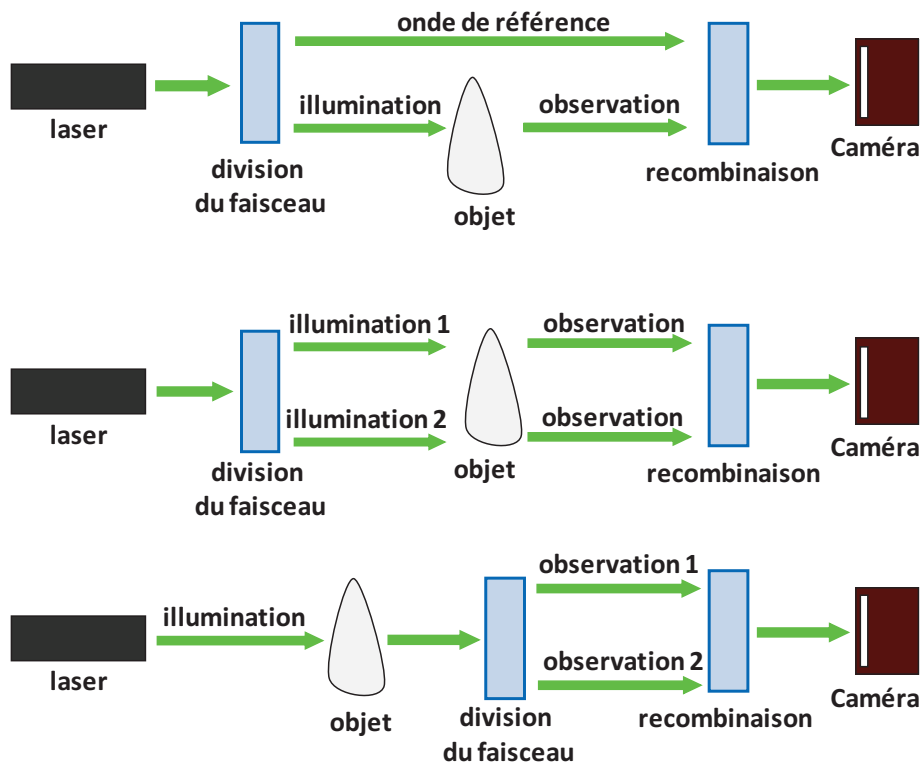 onde de référence
illumination
observation
laser
division
du faisceau
objet
recombinaison
Caméra
illumination 1
observation
illumination 2
observation
laser
division
du faisceau
objet
recombinaison
Caméra
observation 1
illumination
observation 2
laser
objet
division
du faisceau
recombinaison
Caméra